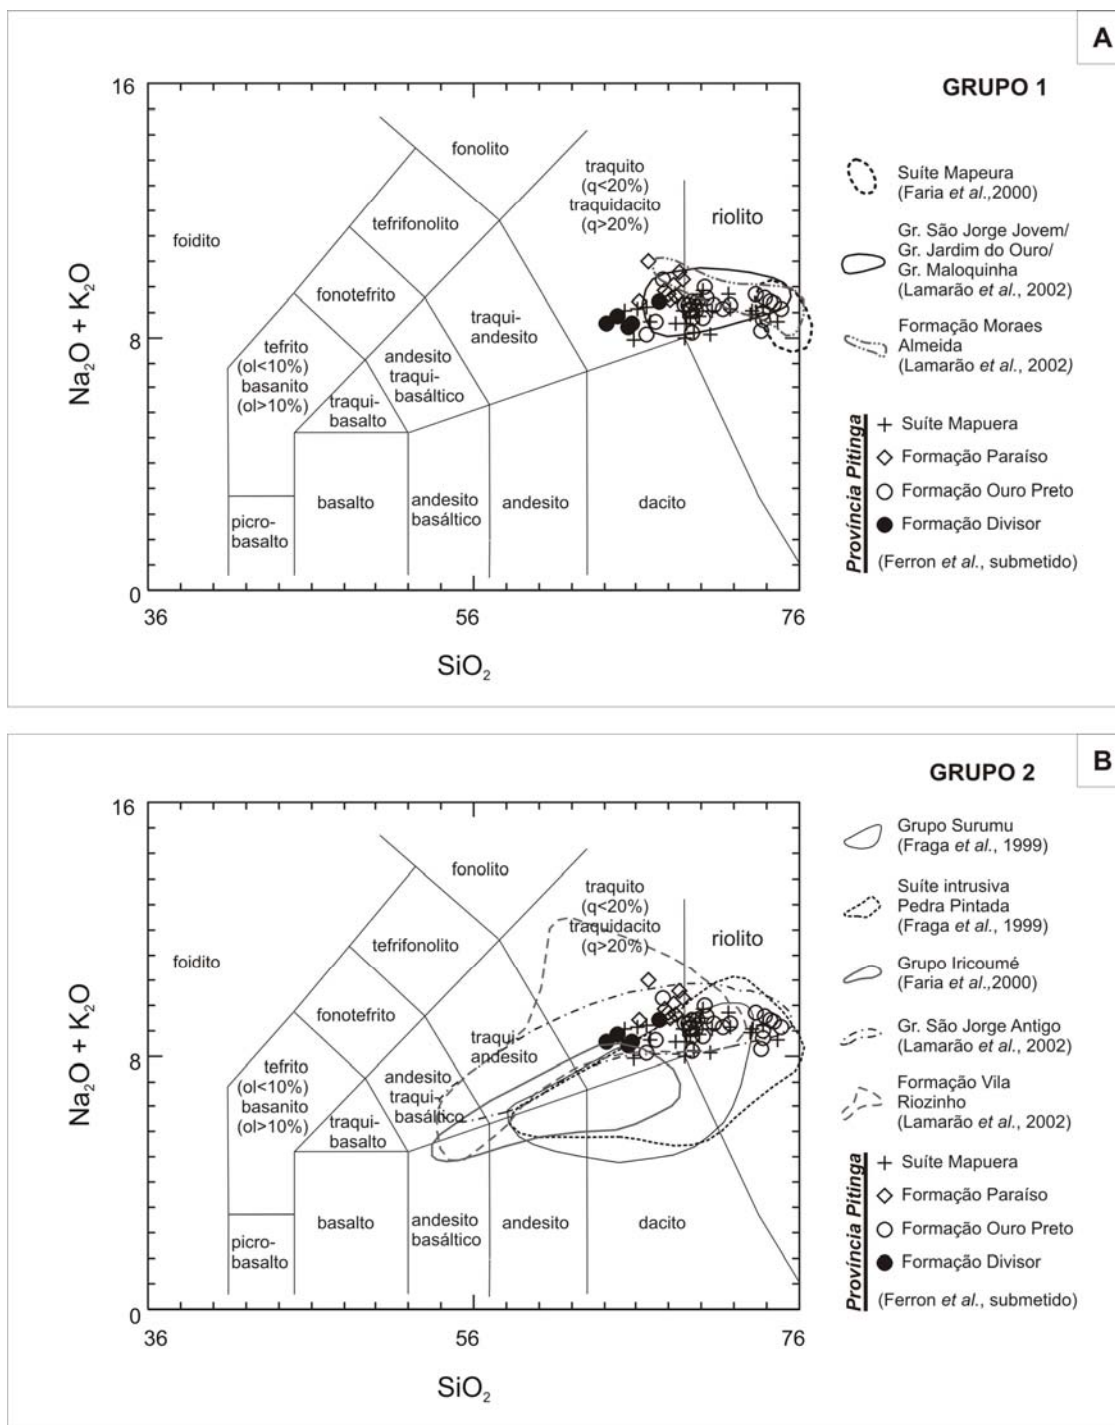 A
GRUPO 1
16
8
0
36
56
76
Na₂O + K₂O
SiO₂
fonolito
traquito
(q<20%)
traquidacito
(q>20%)
riolito
tefrifonolito
foidito
fonotefrito
traqui-
andesito
tefrito
(ol<10%)
basanito
(ol>10%)
andesito
traqui-
basáltico
traqui-
basalto
basalto
andesito
basáltico
andesito
dacito
picro-
basalto
Suíte Mapeura
(Faria et al.,2000)
Gr. São Jorge Jovem/
Gr. Jardim do Ouro/
Gr. Maloquinha
(Lamarão et al., 2002)
Formação Moraes
Almeida
(Lamarão et al., 2002)
Província Pitinga
Suíte Mapuera
Formação Paraíso
Formação Ouro Preto
Formação Divisor
(Ferron et al., submetido)
B
GRUPO 2
16
8
0
36
56
76
Na₂O + K₂O
SiO₂
fonolito
traquito
(q<20%)
traquidacito
(q>20%)
riolito
tefrifonolito
foidito
fonotefrito
traqui-
andesito
tefrito
(ol<10%)
basanito
(ol>10%)
andesito
traqui-
basáltico
traqui-
basalto
basalto
andesito
basáltico
andesito
dacito
picro-
basalto
Grupo Surumu
(Fraga et al., 1999)
Suíte intrusiva
Pedra Pintada
(Fraga et al., 1999)
Grupo Iricoumé
(Faria et al.,2000)
Gr. São Jorge Antigo
(Lamarão et al., 2002)
Formação Vila
Riozinho
(Lamarão et al., 2002)
Província Pitinga
Suíte Mapuera
Formação Paraíso
Formação Ouro Preto
Formação Divisor
(Ferron et al., submetido)